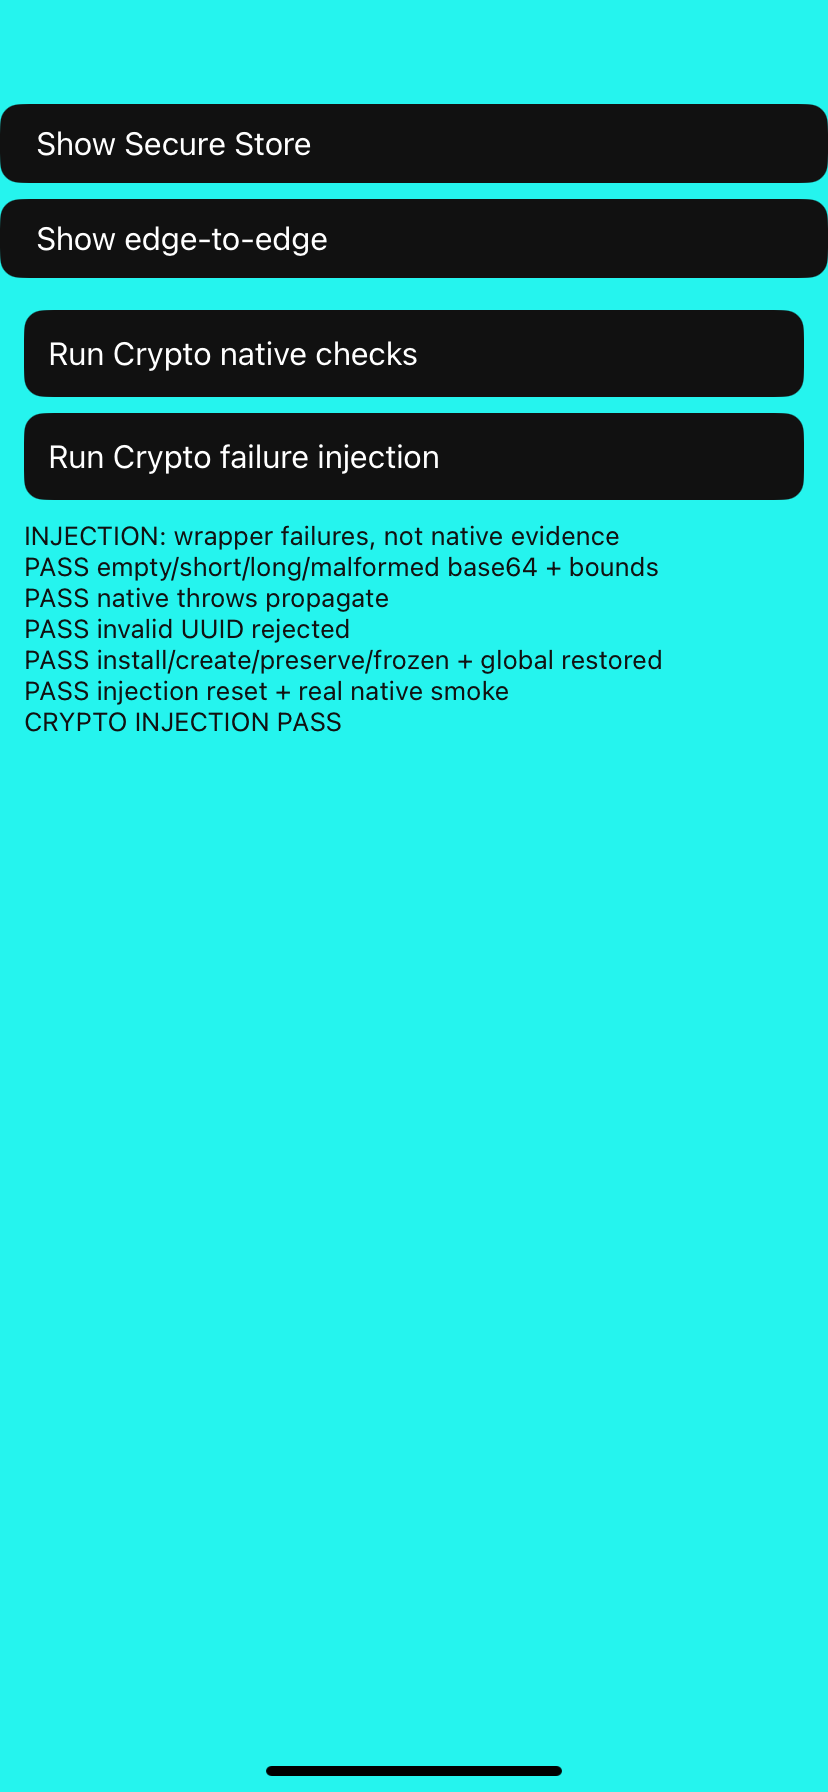 Show Secure Store
Show edge-to-edge
Run Crypto native checks
Run Crypto failure injection
INJECTION: wrapper failures, not native evidence
PASS empty/short/long/malformed base64 + bounds
PASS native throws propagate
PASS invalid UUID rejected
PASS install/create/preserve/frozen + global restored
PASS injection reset + real native smoke
CRYPTO INJECTION PASS